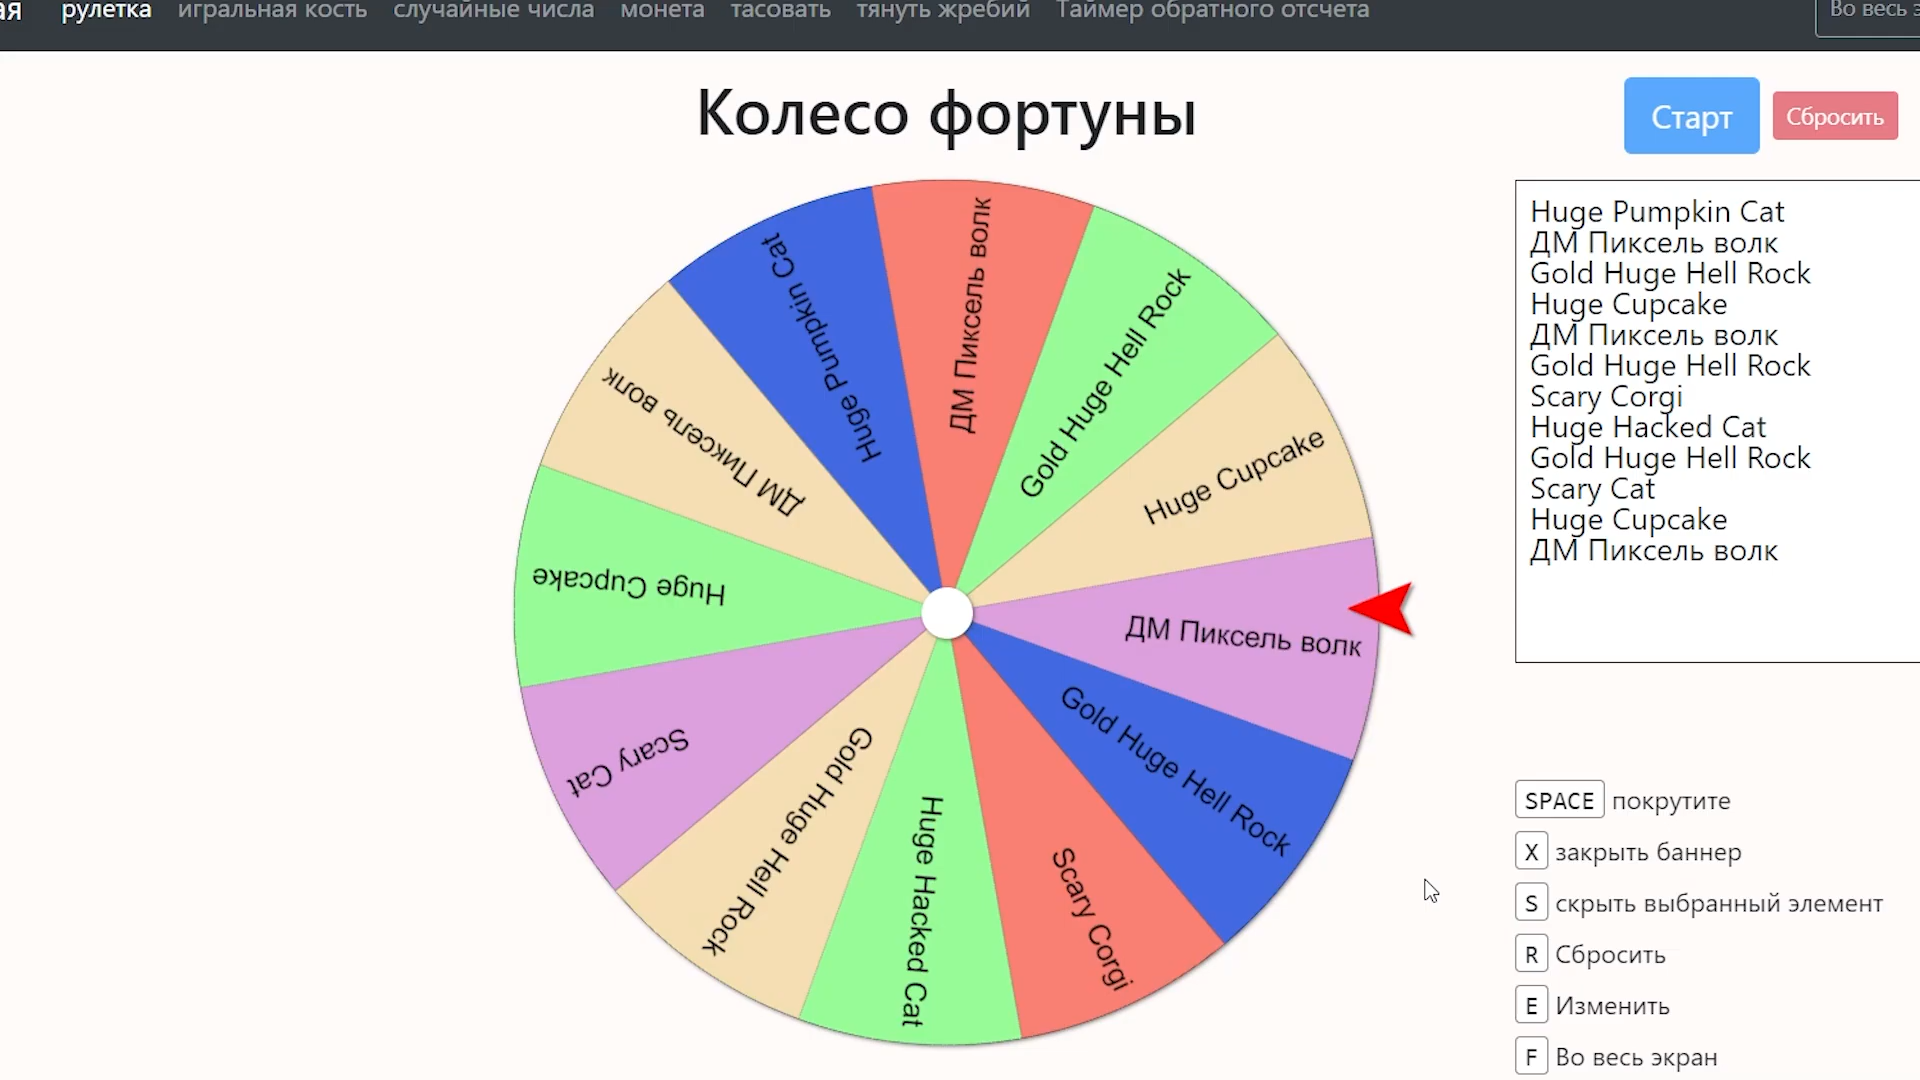 ая рулетка игральная кость случайные числа монета тасовать тянуть жребий Таймер обратного отсчета Во весь э
Колесо фортуны
Старт Сбросить
Huge Pumpkin Cat
ДМ Пиксель волк
Gold Huge Hell Rock
Huge Cupcake
ДМ Пиксель волк
Gold Huge Hell Rock
Scary Corgi
Huge Hacked Cat
Gold Huge Hell Rock
Scary Cat
Huge Cupcake
ДМ Пиксель волк
Huge Pumpkin Cat
ДМ Пиксель волк
Gold Huge Hell Rock
Huge Cupcake
ДМ Пиксель волк
Gold Huge Hell Rock
Scary Corgi
Huge Hacked Cat
Gold Huge Hell Rock
Scary Cat
Huge Cupcake
ДМ Пиксель волк
SPACE покрутите
X закрыть баннер
S скрыть выбранный элемент
R Сбросить
E Изменить
F Во весь экран